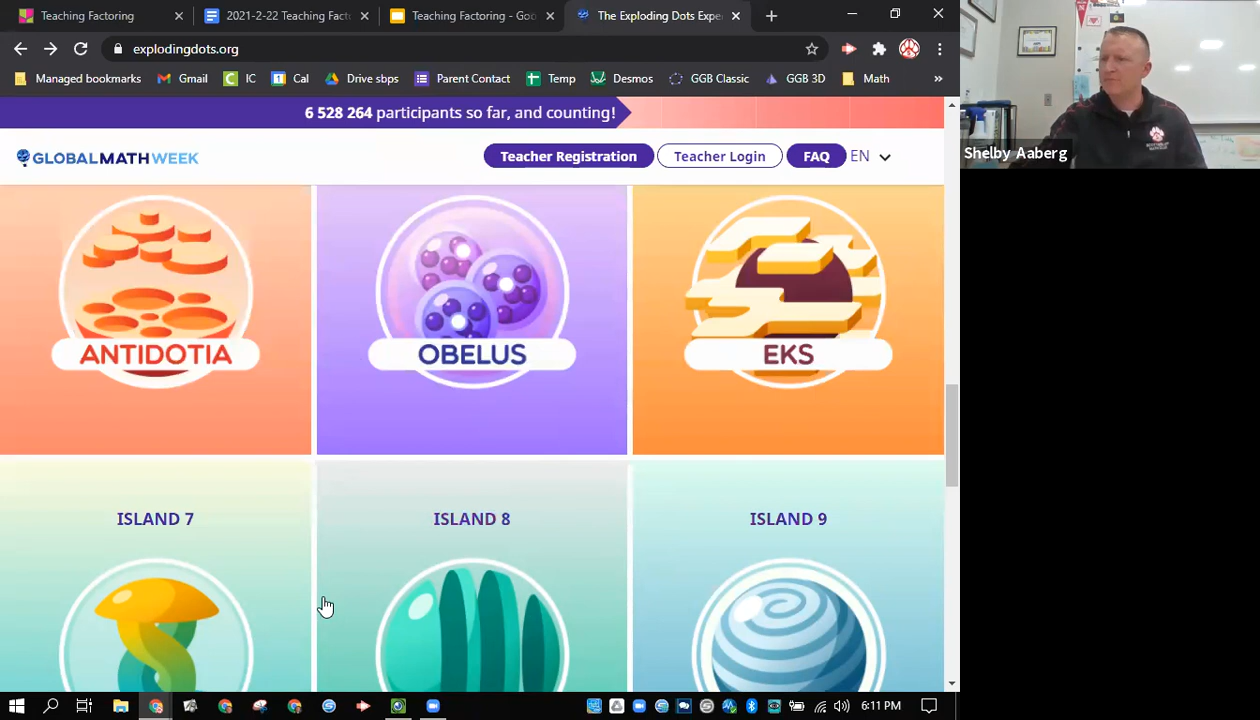 Teaching Factoring
2021-2-22 Teaching Fact
Teaching Factoring - Goo
The Exploding Dots Expe
explodingdots.org
Managed bookmarks
Gmail
IC
Cal
Drive sbps
Parent Contact
Temp
Desmos
GGB Classic
GGB 3D
Math
»
6 528 264 participants so far, and counting!
GLOBALMATHWEEK
Teacher Registration
Teacher Login
FAQ
EN
ANTIDOTIA
OBELUS
EKS
ISLAND 7
ISLAND 8
ISLAND 9
6:11 PM
Shelby Aaberg